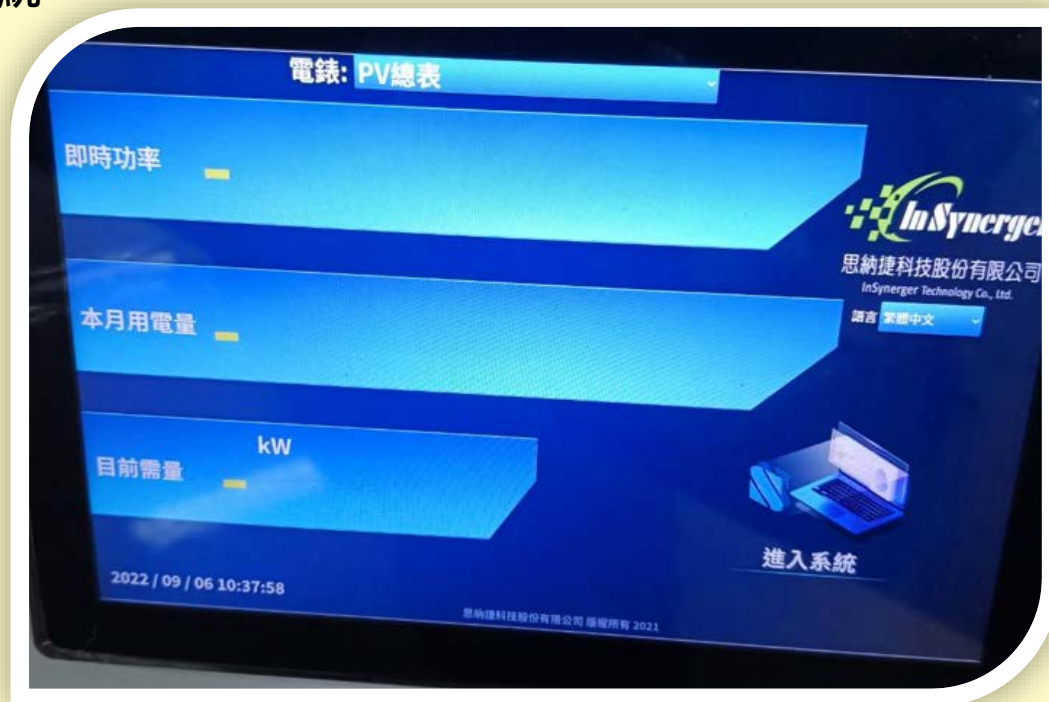 電錶: PV總表
即時功率
InSynerger
思納捷科技股份有限公司
InSynerger Technology Co., Ltd.
語言 繁體中文
本月用電量
kW
目前需量
進入系統
2022 / 09 / 06 10:37:58
思納捷科技股份有限公司 版權所有 2021